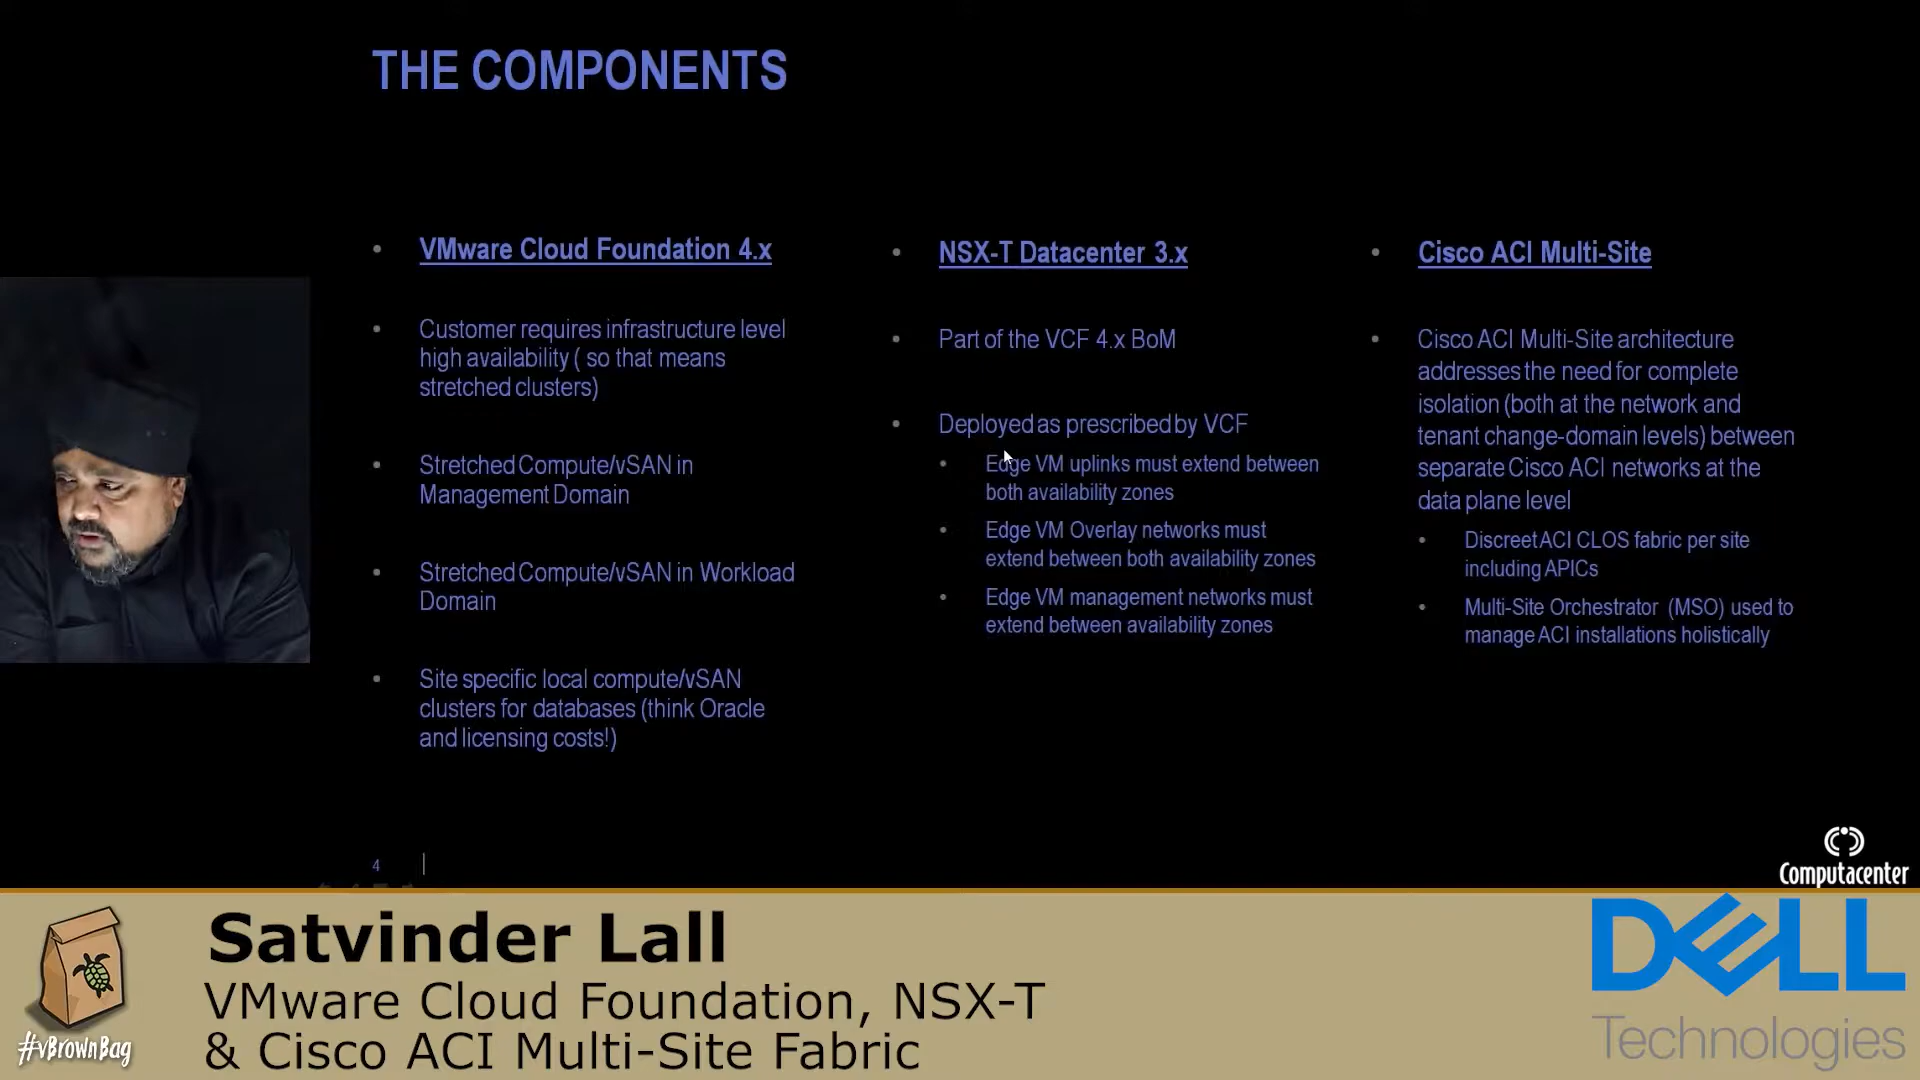 THE COMPONENTS
VMware Cloud Foundation 4.x
Customer requires infrastructure level
high availability ( so that means
stretched clusters)
Stretched Compute/vSAN in
Management Domain
Stretched Compute/vSAN in Workload
Domain
Site specific local compute/vSAN
clusters for databases (think Oracle
and licensing costs!)
NSX-T Datacenter 3.x
Part of the VCF 4.x BoM
Deployed as prescribed by VCF
Edge VM uplinks must extend between
both availability zones
Edge VM Overlay networks must
extend between both availability zones
Edge VM management networks must
extend between availability zones
Cisco ACI Multi-Site
Cisco ACI Multi-Site architecture
addresses the need for complete
isolation (both at the network and
tenant change-domain levels) between
separate Cisco ACI networks at the
data plane level
Discreet ACI CLOS fabric per site
including APICs
Multi-Site Orchestrator (MSO) used to
manage ACI installations holistically
4
Computacenter
Satvinder Lall
VMware Cloud Foundation, NSX-T
& Cisco ACI Multi-Site Fabric
#vBrownBag
DELL
Technologies